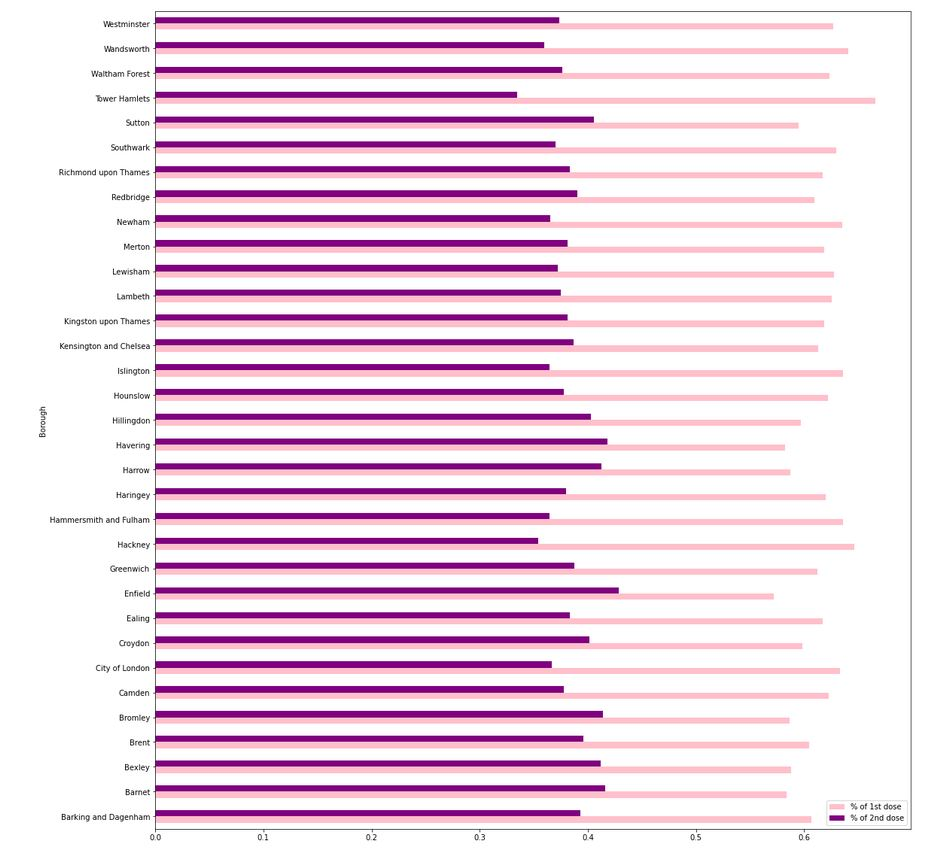 Westminster
Wandsworth
Waltham Forest
Tower Hamlets
Sutton
Southwark
Richmond upon Thames
Redbridge
Newham
Merton
Lewisham
Lambeth
Kingston upon Thames
Kensington and Chelsea
Islington
Hounslow
Borough
Hillingdon
Havering
Harrow
Haringey
Hammersmith and Fulham
Hackney
Greenwich
Enfield
Ealing
Croydon
City of London
Camden
Bromley
Brent
Bexley
Barnet
Barking and Dagenham
% of 1st dose
% of 2nd dose
0.0 0.1 0.2 0.3 0.4 0.5 0.6